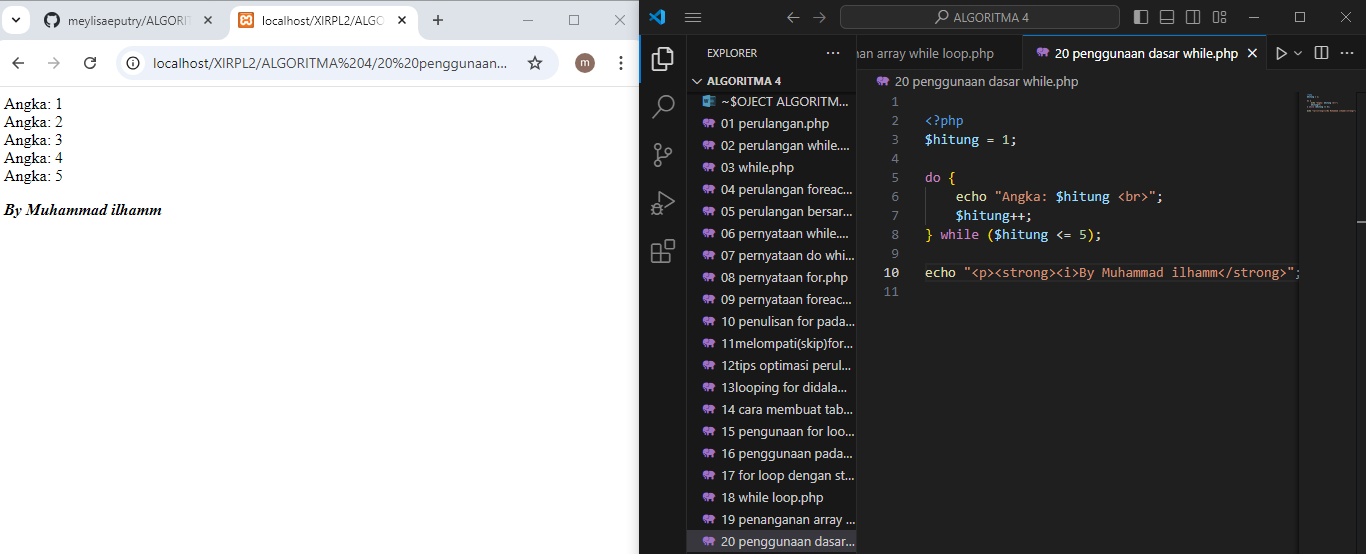 meylisaeputry/ALGORIT
localhost/XIRPL2/ALGO
localhost/XIRPL2/ALGORITMA%204/20%20penggunaan...
m
Angka: 1
Angka: 2
Angka: 3
Angka: 4
Angka: 5
By Muhammad ilhamm
ALGORITMA 4
EXPLORER
ALGORITMA 4
~$OJECT ALGORITM...
01 perulangan.php
02 perulangan while....
03 while.php
04 perulangan foreac...
05 perulangan bersar...
06 pernyataan while....
07 pernyataan do whi...
08 pernyataan for.php
09 pernyataan foreac...
10 penulisan for pada...
11melompati(skip)for...
12tips optimasi perul...
13looping for didala...
14 cara membuat tab...
15 pengunaan for loo...
16 penggunaan pada...
17 for loop dengan st...
18 while loop.php
19 penanganan array ...
20 penggunaan dasar...
nan array while loop.php
20 penggunaan dasar while.php
20 penggunaan dasar while.php
1
2 <?php
3 $hitung = 1;
4
5 do {
6 echo "Angka: $hitung <br>";
7 $hitung++;
8 } while ($hitung <= 5);
9
10 echo "<p><strong><i>By Muhammad ilhamm</strong>";
11